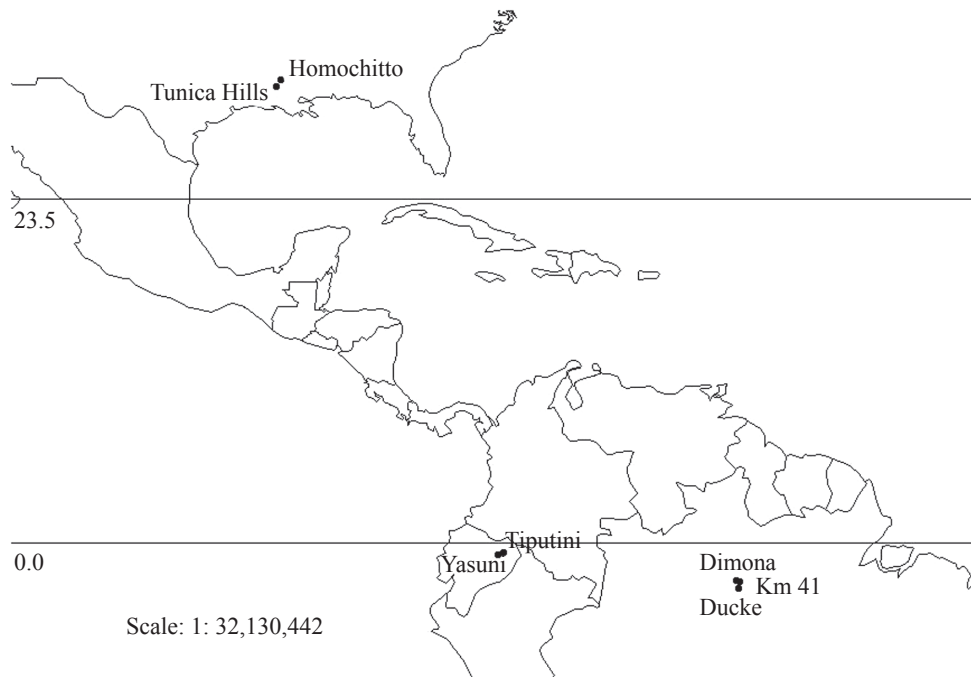 Homochitto
Tunica Hills
23.5
Tiputini
0.0
Yasuni
Dimona
Km 41
Ducke
Scale: 1: 32,130,442